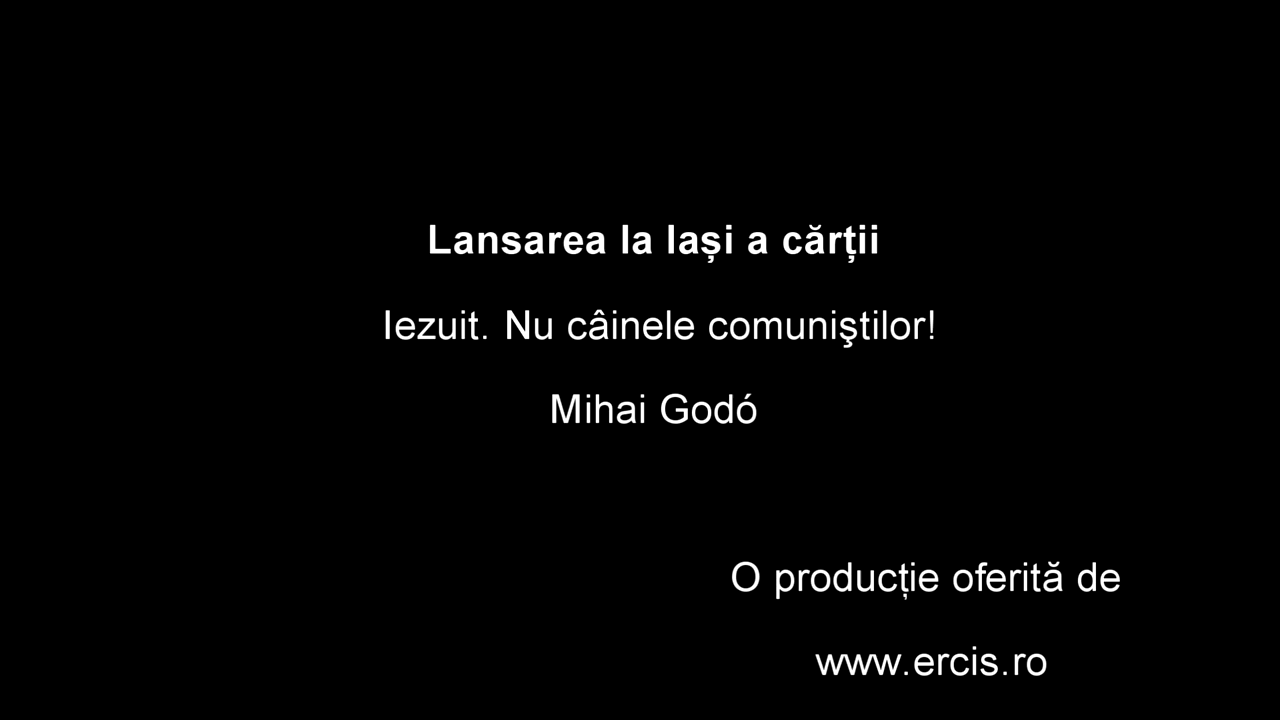 Lansarea la Iași a cărții
Iezuit. Nu câinele comuniştilor!
Mihai Godó
O producție oferită de
www.ercis.ro